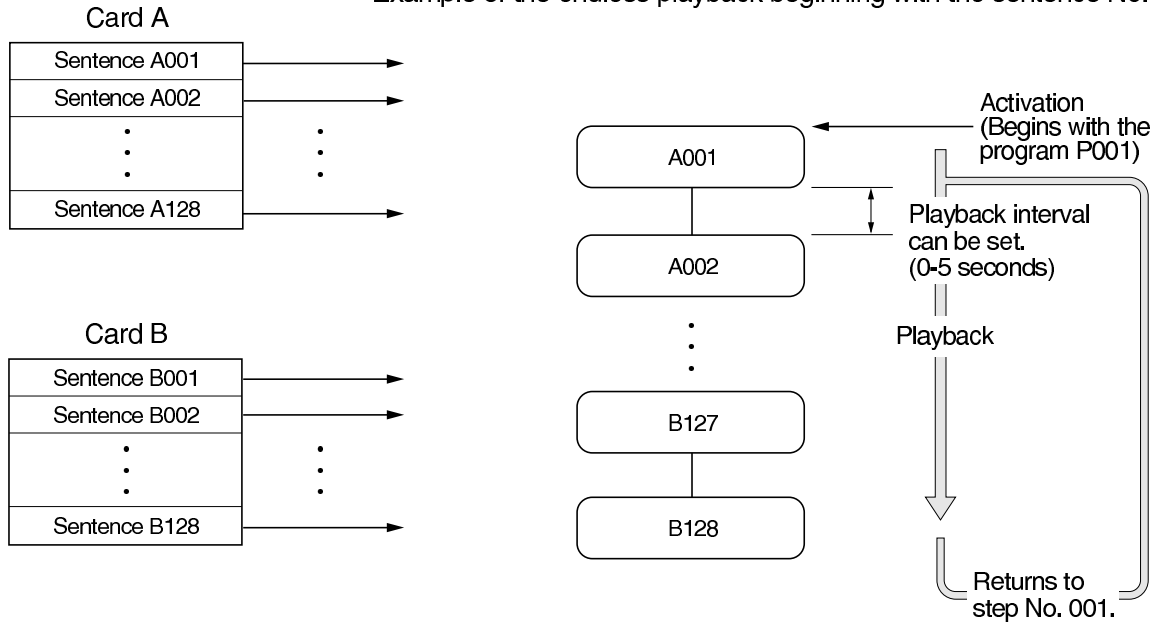 Example of the endless playback beginning with the sentence No.
Card A
Sentence A001
Sentence A002
Sentence A128
Card B
Sentence B001
Sentence B002
Sentence B128
A001
A002
B127
B128
Activation
(Begins with the
program P001)
Playback interval
can be set.
(0-5 seconds)
Playback
Returns to
step No. 001.